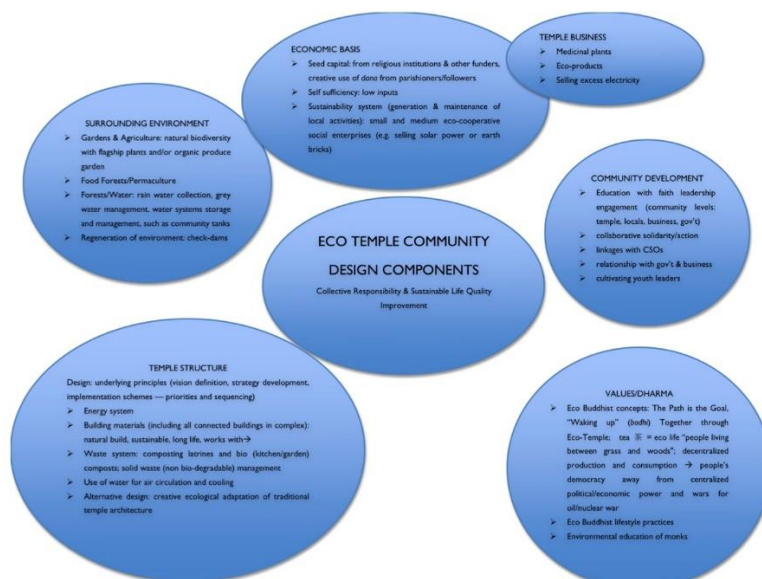 ECONOMIC BASIS
Seed capital: from religious institutions & other funders,
creative use of dana from parishioners/followers
Self sufficiency: low inputs
Sustainability system (generation & maintenance of
local activities): small and medium eco-cooperative
social enterprises (e.g. selling solar power or earth
bricks)
TEMPLE BUSINESS
Medicinal plants
Eco-products
Selling excess electricity
SURROUNDING ENVIRONMENT
Gardens & Agriculture: natural biodiversity
with flagship plants and/or organic produce
garden
Food Forests/Permaculture
Forests/Water: rain water collection, grey
water management, water systems storage
and management, such as community tanks
Regeneration of environment: check-dams
COMMUNITY DEVELOPMENT
Education with faith leadership
engagement (community levels:
temple, locals, business, gov't)
collaborative solidarity/action
linkages with CSOs
relationship with gov't & business
cultivating youth leaders
ECO TEMPLE COMMUNITY
DESIGN COMPONENTS
Collective Responsibility & Sustainable Life Quality
Improvement
TEMPLE STRUCTURE
Design: underlying principles (vision definition, strategy development,
implementation schemes — priorities and sequencing)
Energy system
Building materials (including all connected buildings in complex):
natural build, sustainable, long life, works with→
Waste system: composting latrines and bio (kitchen/garden)
composts; solid waste (non bio-degradable) management
Use of water for air circulation and cooling
Alternative design: creative ecological adaptation of traditional
temple architecture
VALUES/DHARMA
Eco Buddhist concepts: The Path is the Goal,
"Waking up" (bodhi) Together through
Eco-Temple; tea 茶 = eco life "people living
between grass and woods"; decentralized
production and consumption → people's
democracy away from centralized
political/economic power and wars for
oil/nuclear war
Eco Buddhist lifestyle practices
Environmental education of monks